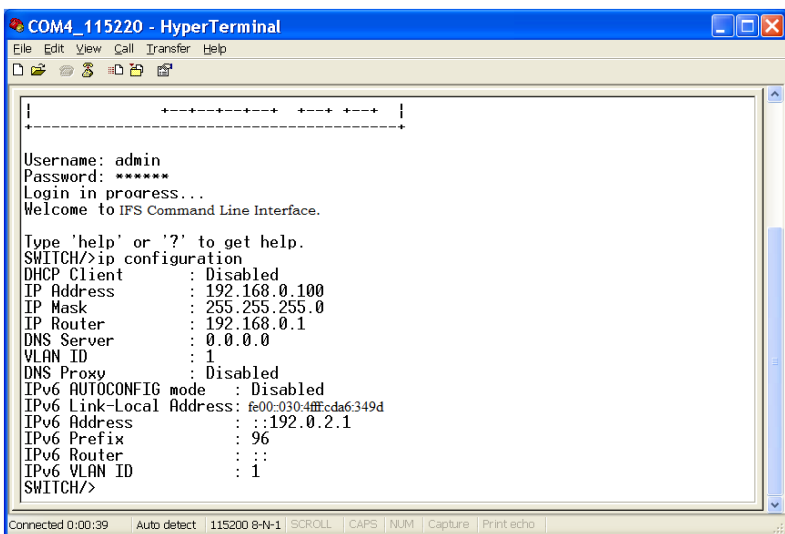 COM4_115220 - HyperTerminal
File Edit View Call Transfer Help
| +--+--+--+--+ +--+ +--+ |
+----------------------------------------+
Username: admin
Password: ******
Login in progress...
Welcome to IFS Command Line Interface.
Type 'help' or '?' to get help.
SWITCH/>ip configuration
DHCP Client : Disabled
IP Address : 192.168.0.100
IP Mask : 255.255.255.0
IP Router : 192.168.0.1
DNS Server : 0.0.0.0
VLAN ID : 1
DNS Proxy : Disabled
IPv6 AUTOCONFIG mode : Disabled
IPv6 Link-Local Address: fe00::030:4fff:cda6:349d
IPv6 Address : ::192.0.2.1
IPv6 Prefix : 96
IPv6 Router : ::
IPv6 VLAN ID : 1
SWITCH/>
Connected 0:00:39 Auto detect 115200 8-N-1 SCROLL CAPS NUM Capture Print echo